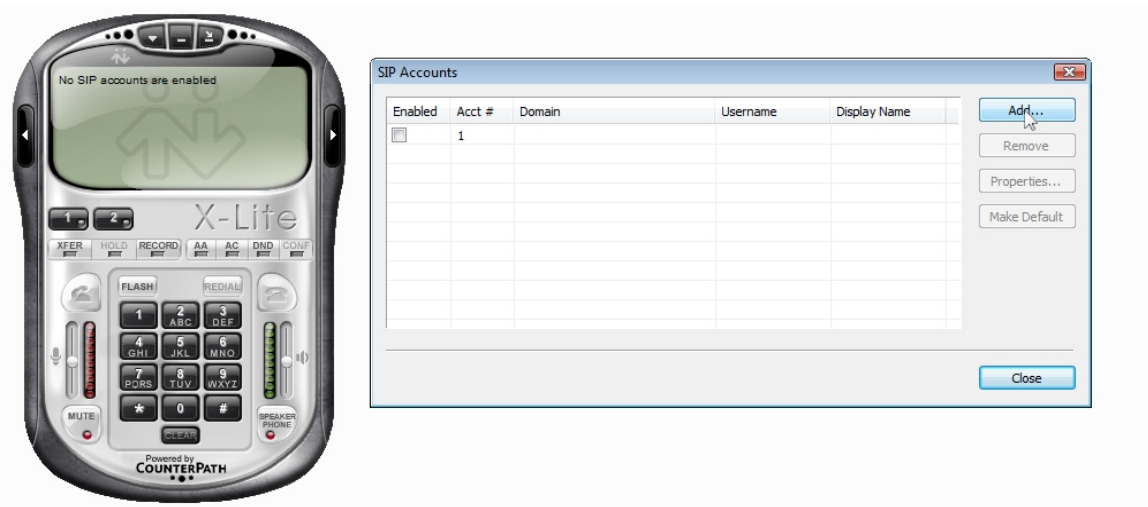 No SIP accounts are enabled
1 2
X-Lite
XFER HOLD RECORD AA AC DND CONF
FLASH REDIAL
1 2 ABC 3 DEF
4 GHI 5 JKL 6 MNO
7 PQRS 8 TUV 9 WXYZ
* 0 #
MUTE
CLEAR
SPEAKER
PHONE
Powered by
COUNTERPATH
SIP Accounts
Enabled Acct # Domain Username Display Name
1
Add...
Remove
Properties...
Make Default
Close